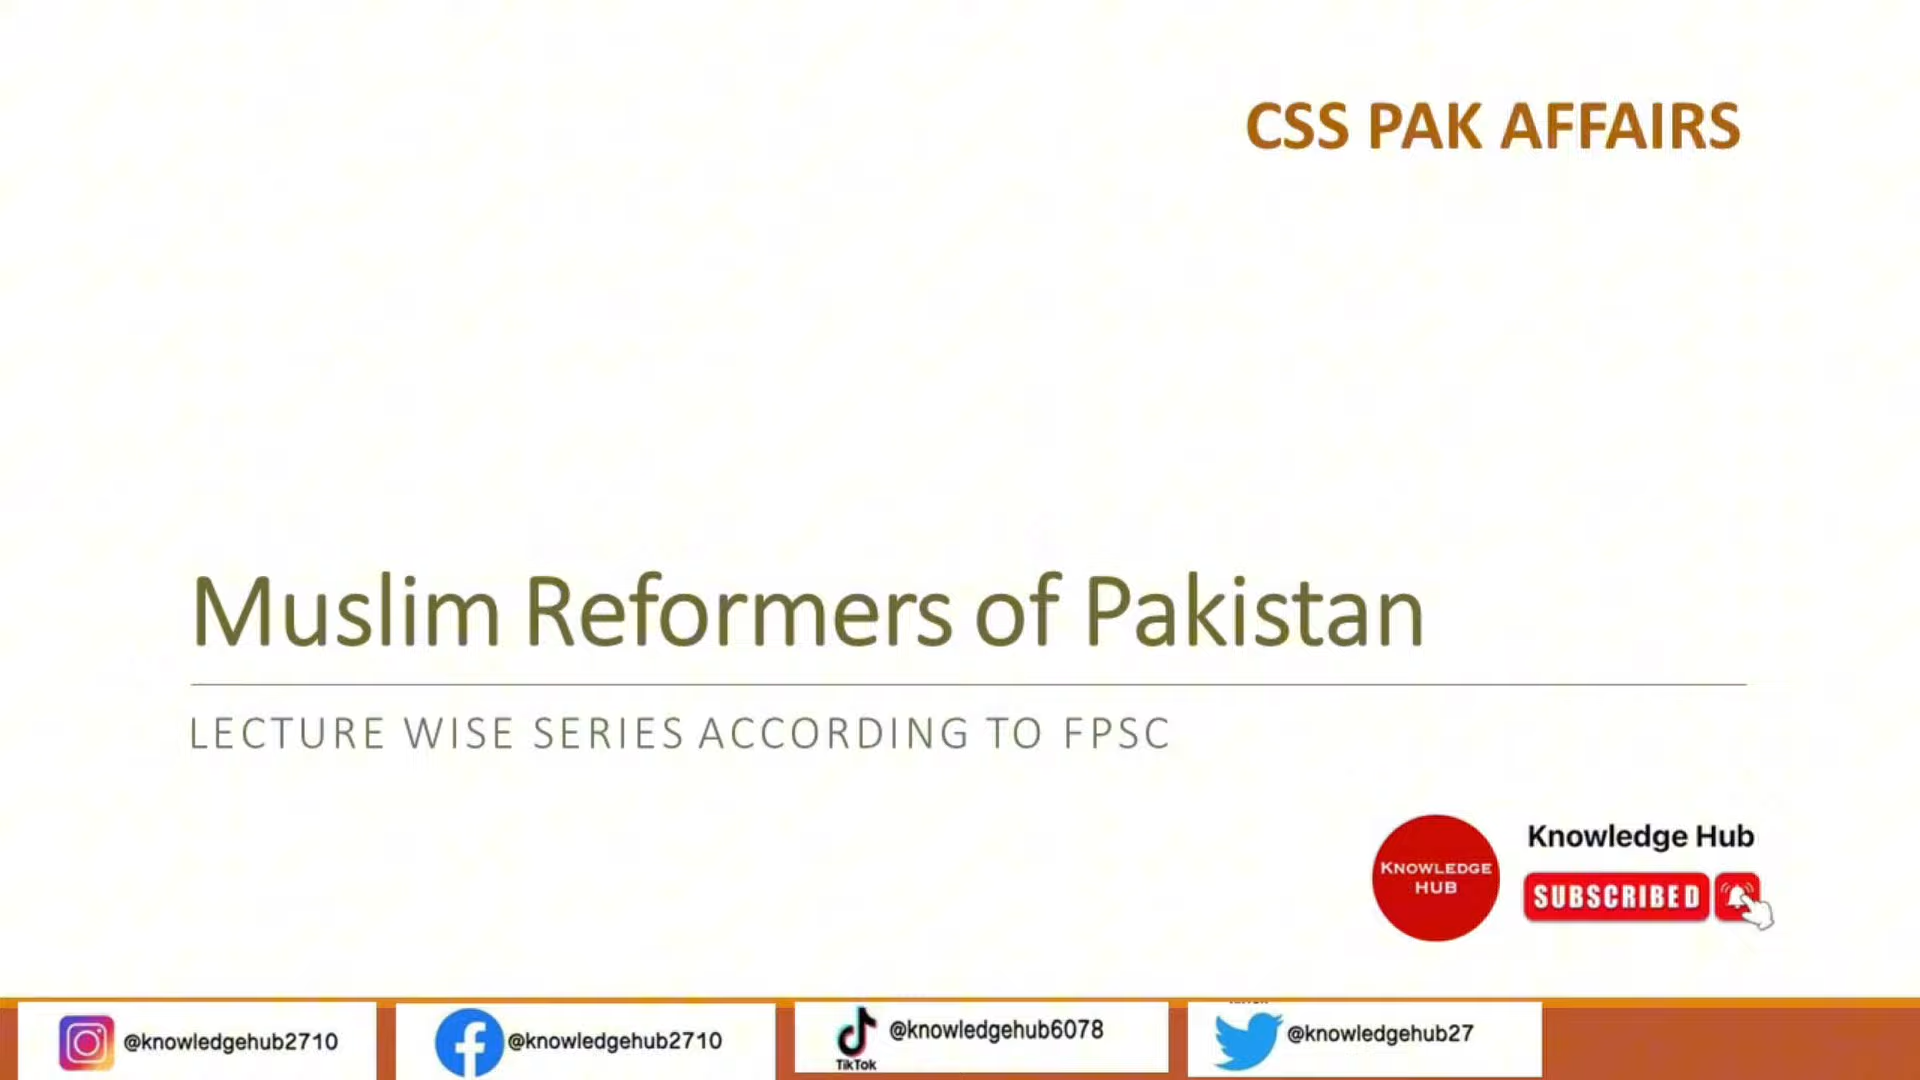 CSS PAK AFFAIRS
Muslim Reformers of Pakistan
LECTURE WISE SERIES ACCORDING TO FPSC
KNOWLEDGE
HUB
Knowledge Hub
SUBSCRIBED
@knowledgehub2710
@knowledgehub2710
@knowledgehub6078
TikTok
@knowledgehub27